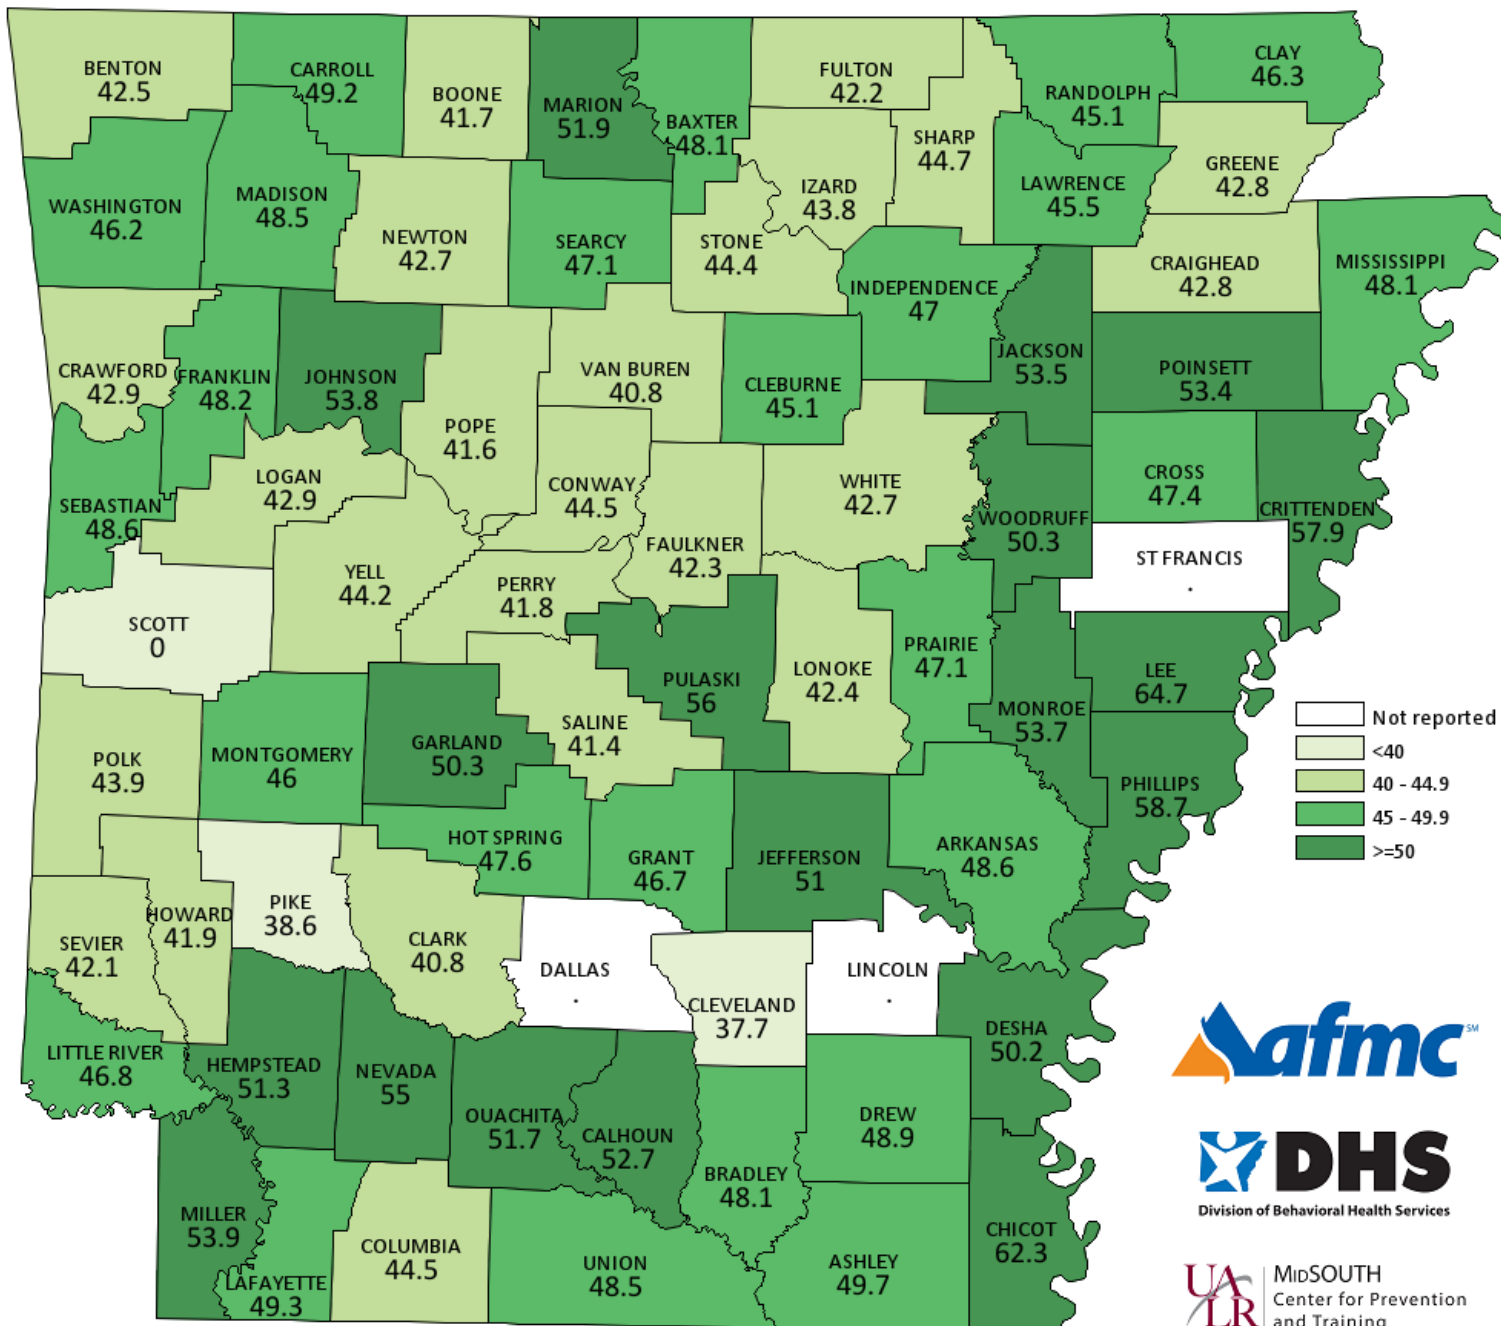 BENTON
42.5
CARROLL
49.2
BOONE
41.7
MARION
51.9
BAXTER
48.1
FULTON
42.2
SHARP
44.7
RANDOLPH
45.1
CLAY
46.3
WASHINGTON
46.2
MADISON
48.5
NEWTON
42.7
SEARCY
47.1
STONE
44.4
IZARD
43.8
LAWRENCE
45.5
GREENE
42.8
INDEPENDENCE
47
CRAIGHEAD
42.8
MISSISSIPPI
48.1
CRAWFORD
42.9
FRANKLIN
48.2
JOHNSON
53.8
POPE
41.6
VAN BUREN
40.8
CLEBURNE
45.1
JACKSON
53.5
POINSETT
53.4
SEBASTIAN
48.6
LOGAN
42.9
CONWAY
44.5
WHITE
42.7
WOODRUFF
50.3
CROSS
47.4
CRITTENDEN
57.9
FAULKNER
42.3
ST FRANCIS
.
SCOTT
0
YELL
44.2
PERRY
41.8
PULASKI
56
LONOKE
42.4
PRAIRIE
47.1
LEE
64.7
MONROE
53.7
POLK
43.9
MONTGOMERY
46
GARLAND
50.3
SALINE
41.4
PHILLIPS
58.7
Not reported
<40
40 - 44.9
45 - 49.9
>=50
HOT SPRING
47.6
GRANT
46.7
JEFFERSON
51
ARKANSAS
48.6
SEVIER
42.1
HOWARD
41.9
PIKE
38.6
CLARK
40.8
DALLAS
.
CLEVELAND
37.7
LINCOLN
.
DESHA
50.2
LITTLE RIVER
46.8
HEMPSTEAD
51.3
NEVADA
55
OUACHITA
51.7
CALHOUN
52.7
BRADLEY
48.1
DREW
48.9
MILLER
53.9
LAFAYETTE
49.3
COLUMBIA
44.5
UNION
48.5
ASHLEY
49.7
CHICOT
62.3
afmc SM
DHS
Division of Behavioral Health Services
UALR
MIDSOUTH
Center for Prevention
and Training